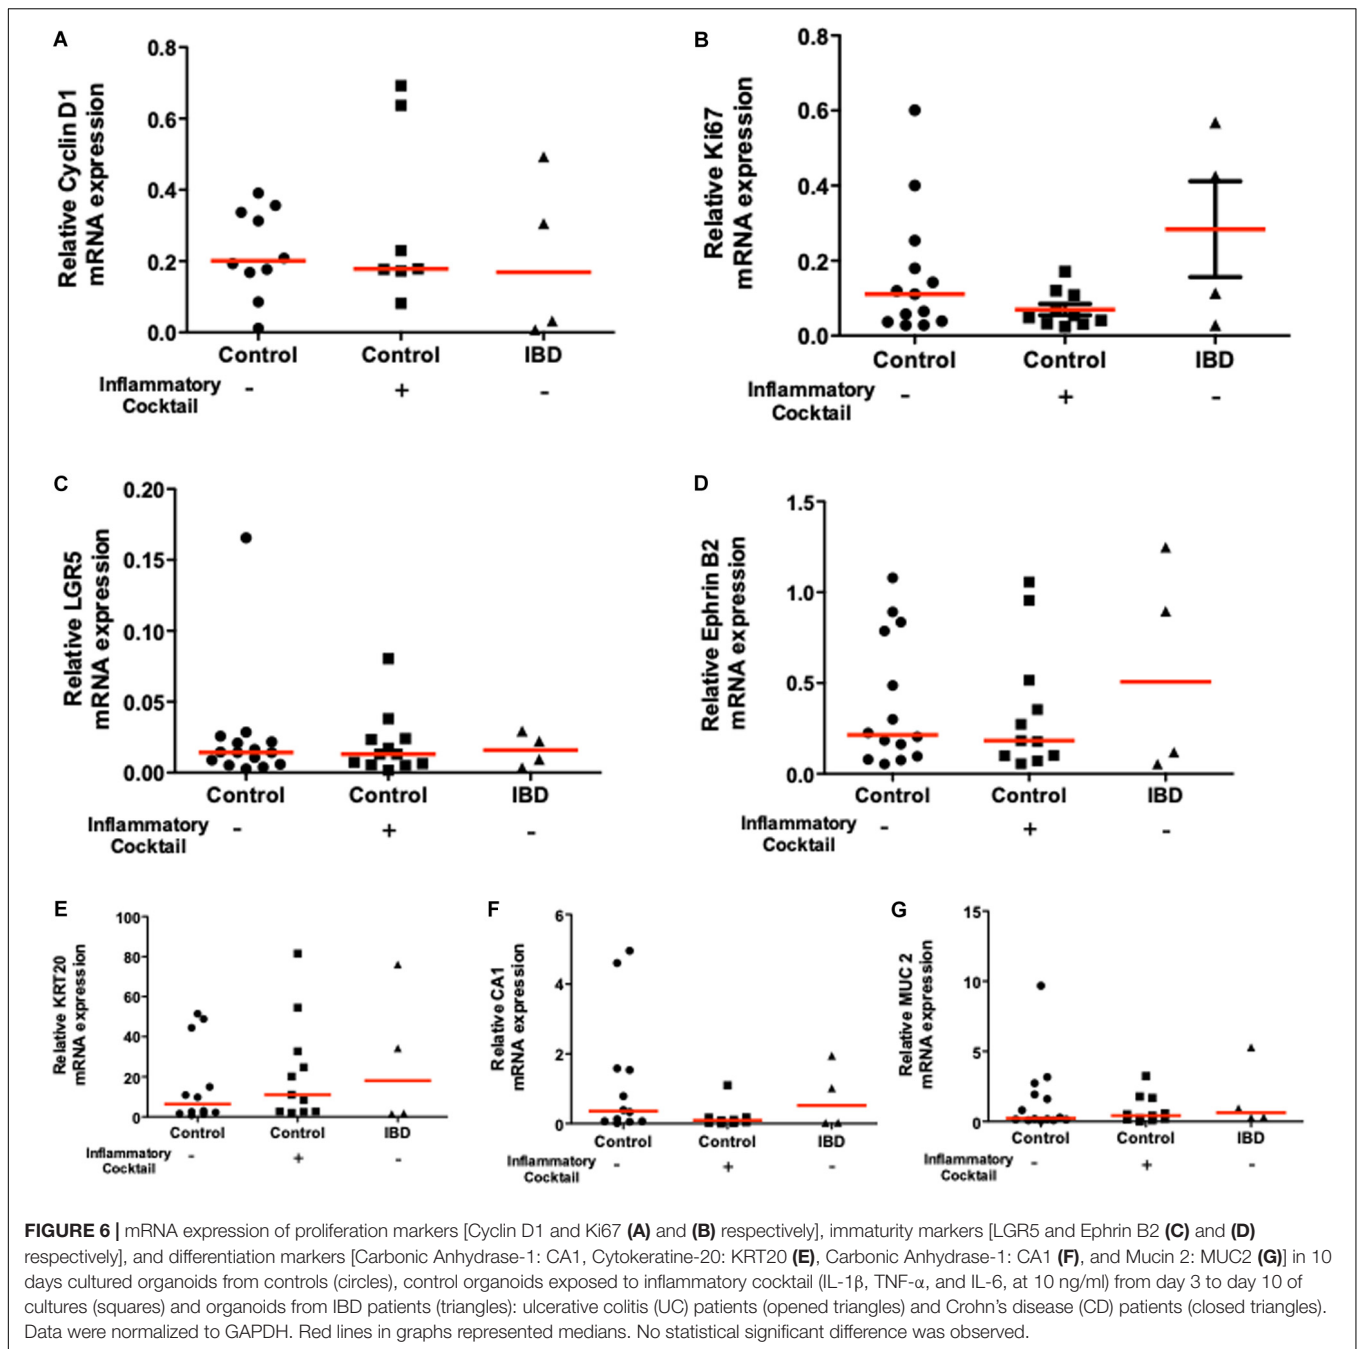 A
Relative Cyclin D1
mRNA expression
0.8
0.6
0.4
0.2
0.0
Control
Control
IBD
Inflammatory
Cocktail
-
+
-
B
Relative Ki67
mRNA expression
0.8
0.6
0.4
0.2
0.0
Control
Control
IBD
Inflammatory
Cocktail
-
+
-
C
Relative LGR5
mRNA expression
0.20
0.15
0.10
0.05
0.00
Control
Control
IBD
Inflammatory
Cocktail
-
+
-
D
Relative Ephrin B2
mRNA expression
1.5
1.0
0.5
0.0
Control
Control
IBD
Inflammatory
Cocktail
-
+
-
E
Relative KRT20
mRNA expression
100
80
60
40
20
0
Control
Control
IBD
Inflammatory
Cocktail
-
+
-
F
Relative CA1
mRNA expression
6
4
2
0
Control
Control
IBD
Inflammatory
Cocktail
-
+
-
G
Relative MUC 2
mRNA expression
15
10
5
0
Control
Control
IBD
Inflammatory
Cocktail
-
+
-
FIGURE 6 | mRNA expression of proliferation markers [Cyclin D1 and Ki67 (A) and (B) respectively], immaturity markers [LGR5 and Ephrin B2 (C) and (D)
respectively], and differentiation markers [Carbonic Anhydrase-1: CA1, Cytokeratine-20: KRT20 (E), Carbonic Anhydrase-1: CA1 (F), and Mucin 2: MUC2 (G)] in 10
days cultured organoids from controls (circles), control organoids exposed to inflammatory cocktail (IL-1β, TNF-α, and IL-6, at 10 ng/ml) from day 3 to day 10 of
cultures (squares) and organoids from IBD patients (triangles): ulcerative colitis (UC) patients (opened triangles) and Crohn's disease (CD) patients (closed triangles).
Data were normalized to GAPDH. Red lines in graphs represented medians. No statistical significant difference was observed.